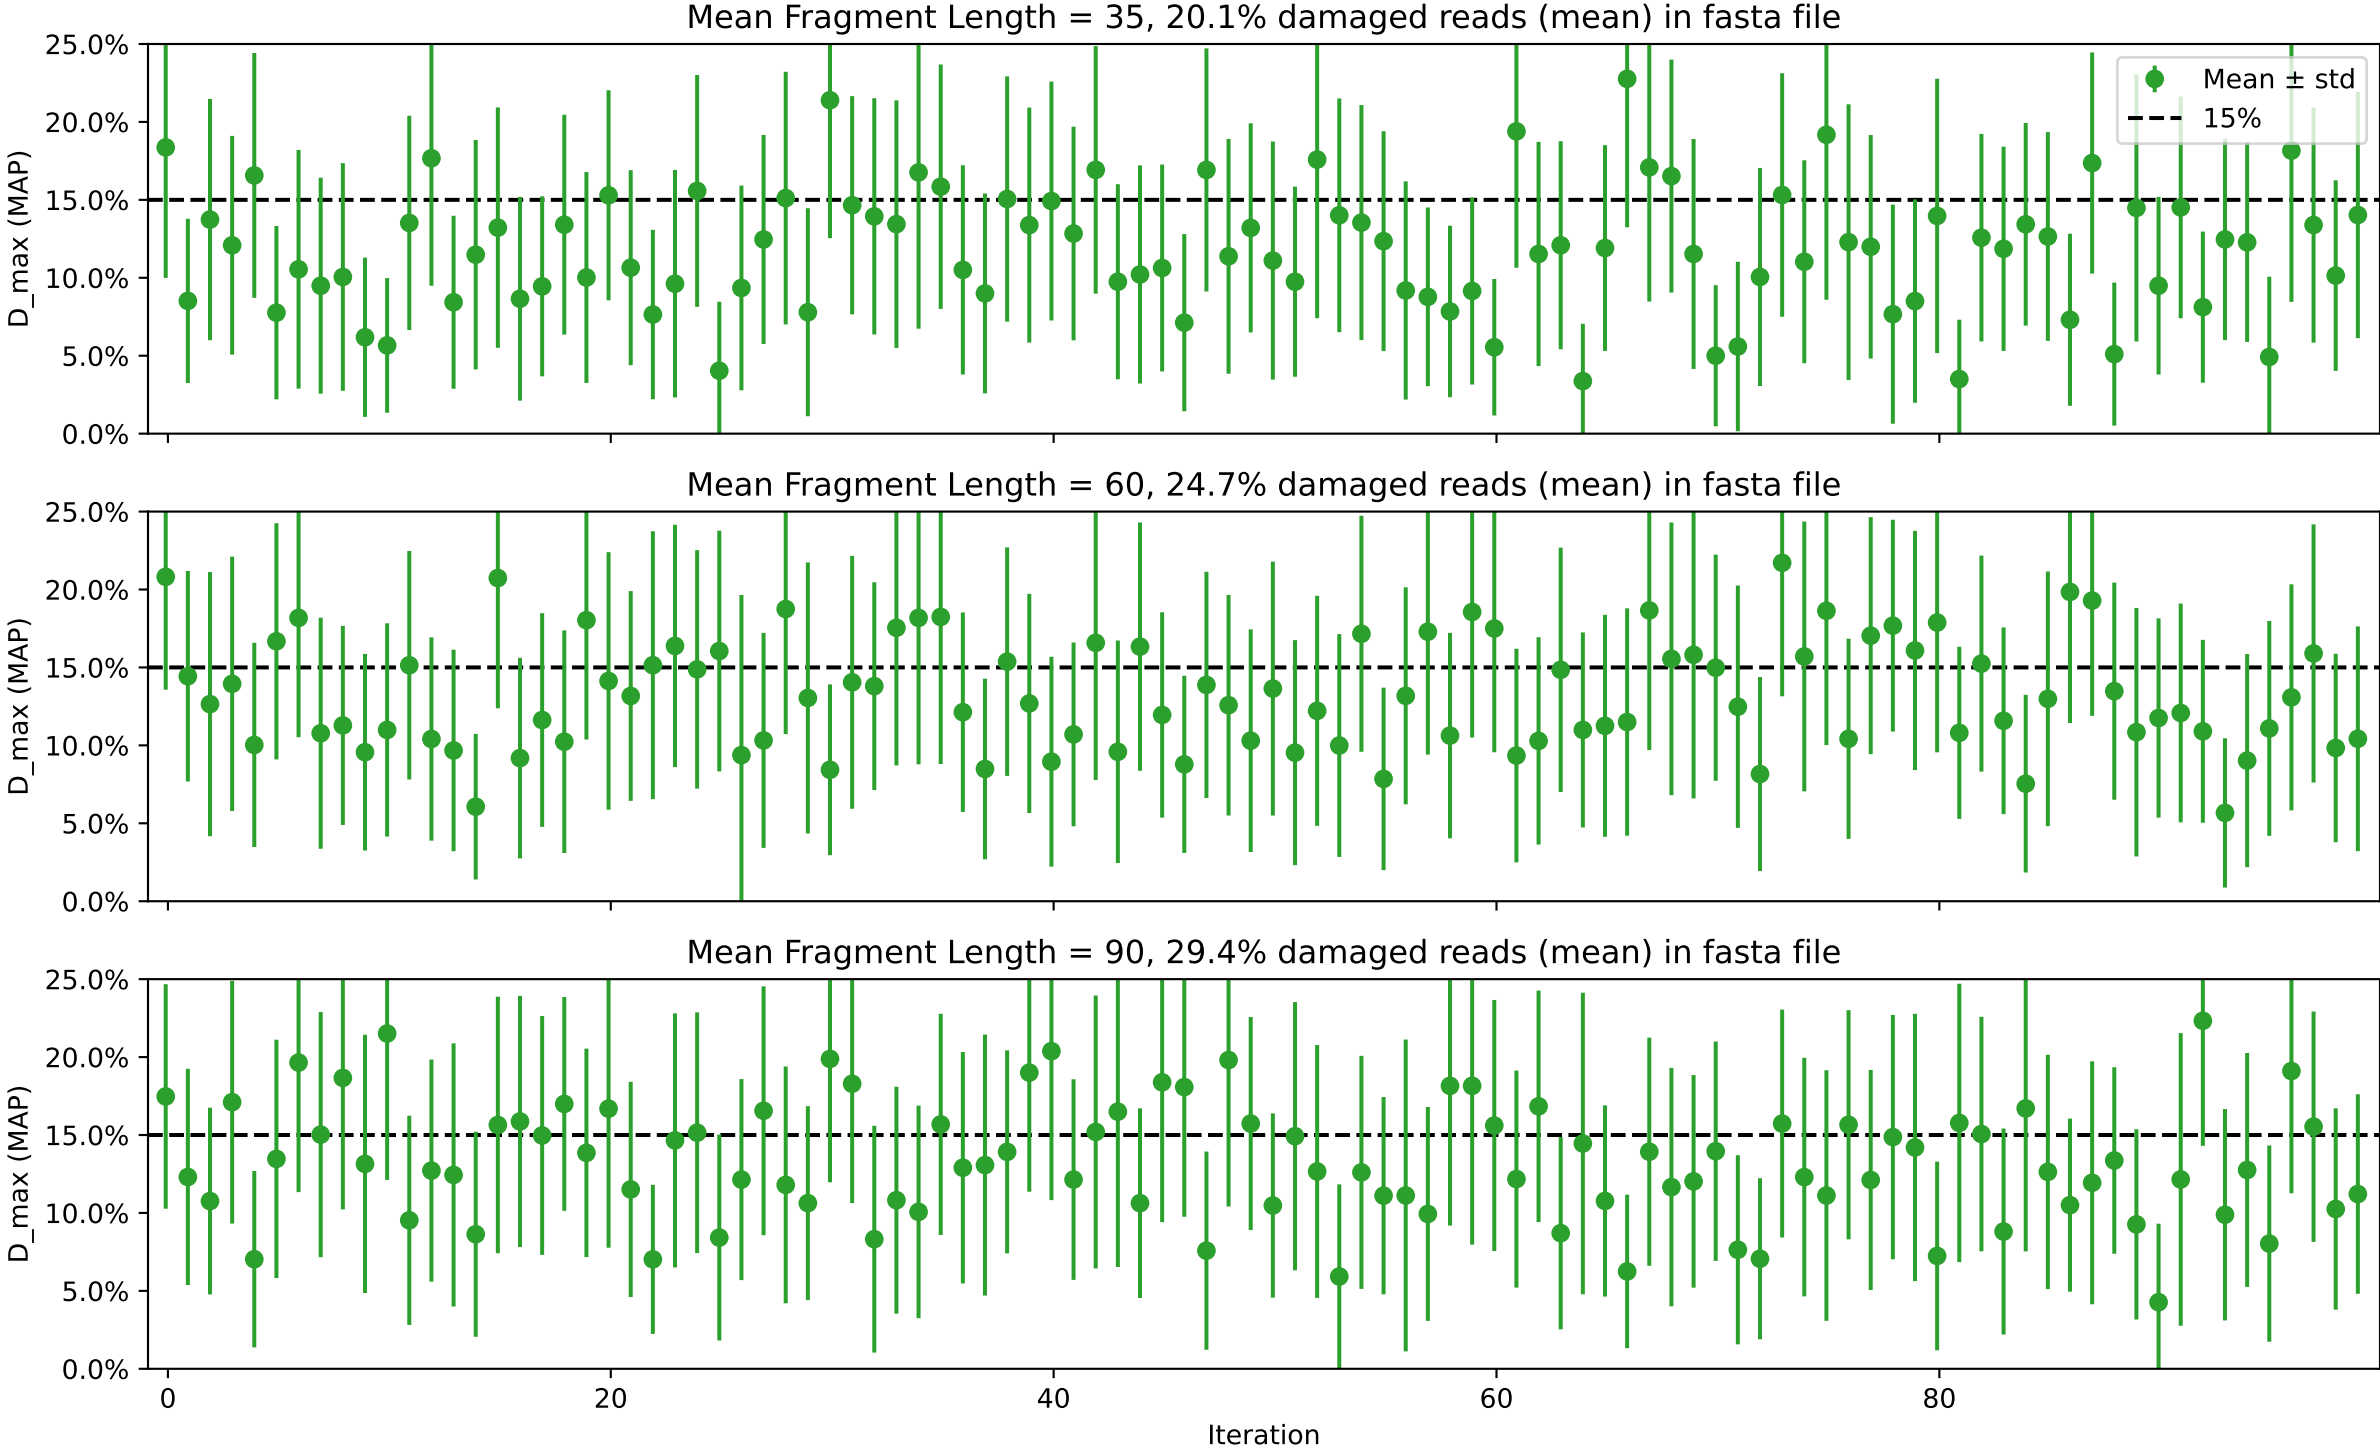 Mean Fragment Length = 35, 20.1% damaged reads (mean) in fasta file
25.0%
20.0%
15.0%
10.0%
5.0%
0.0%
D_max (MAP)
Mean ± std
15%
Mean Fragment Length = 60, 24.7% damaged reads (mean) in fasta file
25.0%
20.0%
15.0%
10.0%
5.0%
0.0%
D_max (MAP)
Mean Fragment Length = 90, 29.4% damaged reads (mean) in fasta file
25.0%
20.0%
15.0%
10.0%
5.0%
0.0%
D_max (MAP)
0 20 40 60 80
Iteration